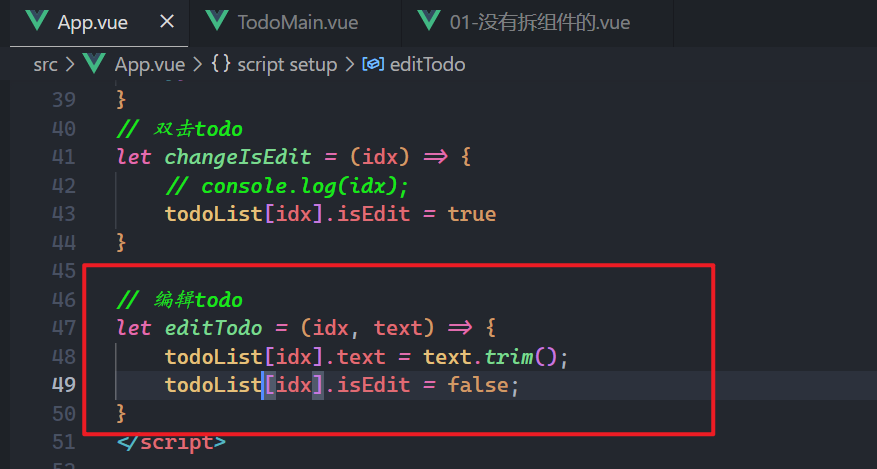 App.vue × TodoMain.vue 01-没有拆组件的.vue
src > App.vue > {} script setup > editTodo
39 }
40 // 双击todo
41 let changeIsEdit = (idx) => {
42 // console.log(idx);
43 todoList[idx].isEdit = true
44 }
45
46 // 编辑todo
47 let editTodo = (idx, text) => {
48 todoList[idx].text = text.trim();
49 todoList[idx].isEdit = false;
50 }
51 </script>